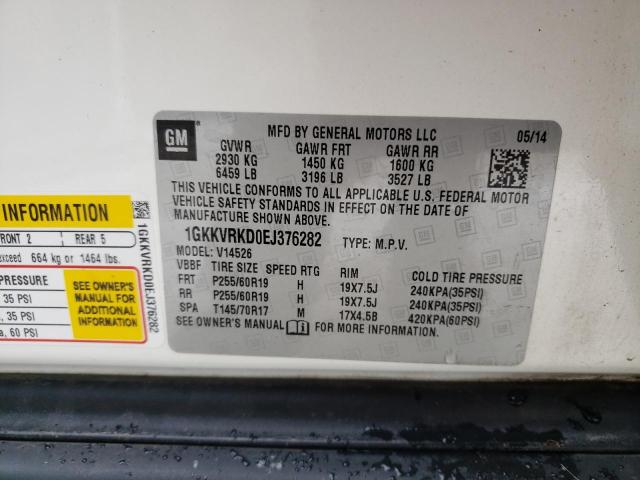 GM
MFD BY GENERAL MOTORS LLC 05/14
GVWR GAWR FRT GAWR RR
2930 KG 1450 KG 1600 KG
6459 LB 3196 LB 3527 LB
THIS VEHICLE CONFORMS TO ALL APPLICABLE U.S. FEDERAL MOTOR
VEHICLE SAFETY STANDARDS IN EFFECT ON THE DATE OF
MANUFACTURE SHOWN ABOVE.
1GKKVRKD0EJ376282 TYPE: M.P.V.
MODEL: V14526
VBBF TIRE SIZE SPEED RTG RIM COLD TIRE PRESSURE
FRT P255/60R19 H 19X7.5J 240KPA(35PSI)
RR P255/60R19 H 19X7.5J 240KPA(35PSI)
SPA T145/70R17 M 17X4.5B 420KPA(60PSI)
SEE OWNER'S MANUAL FOR MORE INFORMATION.
INFORMATION
FRONT 2 REAR 5
exceed 664 kg or 1464 lbs.
PRESSURE
35 PSI
35 PSI
60 PSI
SEE OWNER'S
MANUAL FOR
ADDITIONAL
INFORMATION
1GKKVRKD0EJ376282